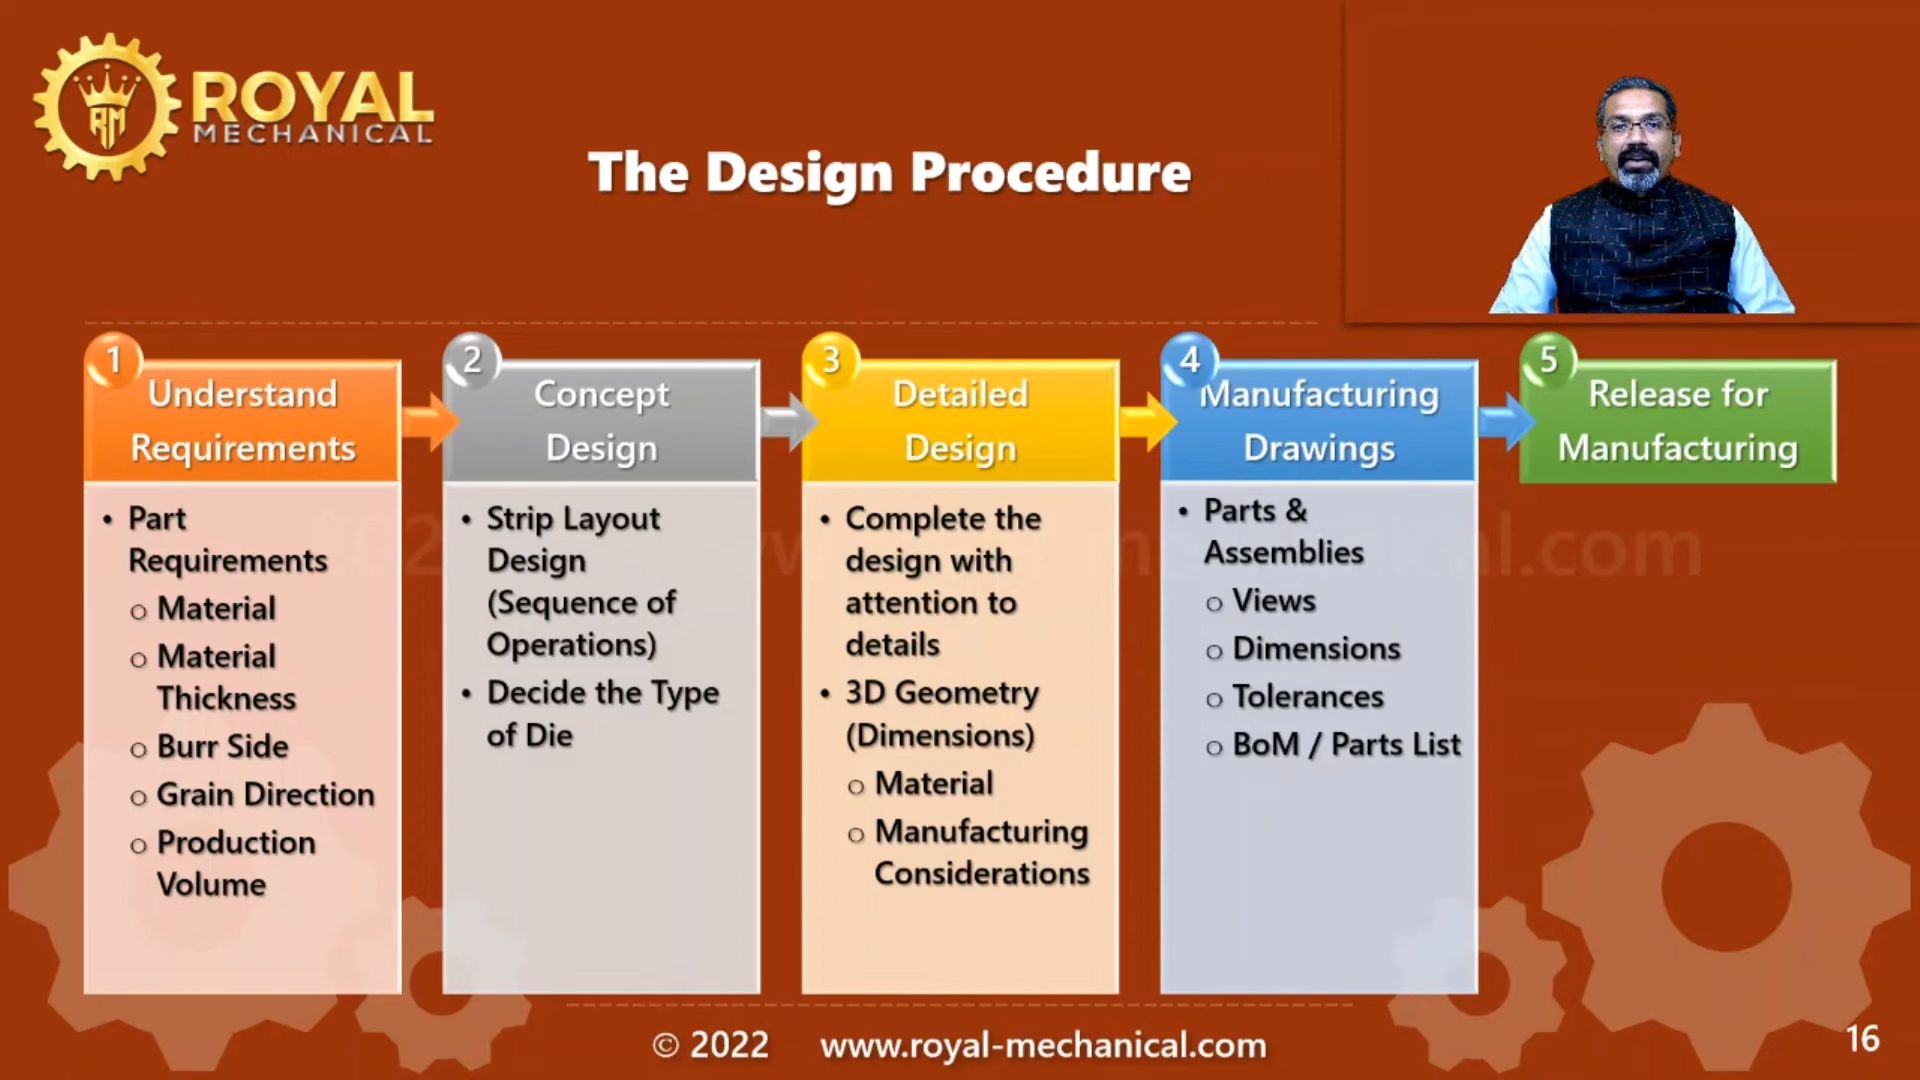 ROYAL
MECHANICAL
RM
The Design Procedure
1
Understand
Requirements
• Part
Requirements
o Material
o Material
Thickness
o Burr Side
o Grain Direction
o Production
Volume
2
Concept
Design
• Strip Layout
Design
(Sequence of
Operations)
• Decide the Type
of Die
3
Detailed
Design
• Complete the
design with
attention to
details
• 3D Geometry
(Dimensions)
o Material
o Manufacturing
Considerations
4
Manufacturing
Drawings
• Parts &
Assemblies
o Views
o Dimensions
o Tolerances
o BoM / Parts List
5
Release for
Manufacturing
© 2022 www.royal-mechanical.com
16